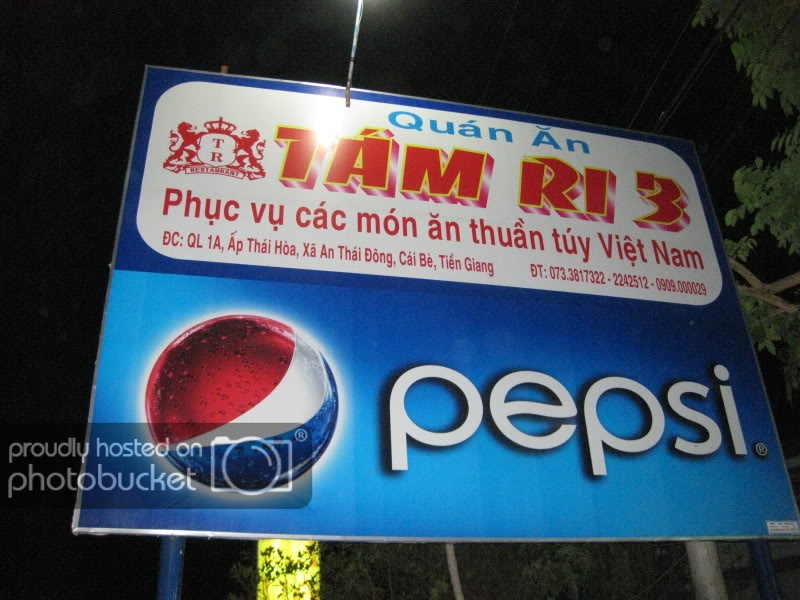 Quán Ăn
TÁM RI 3
T
R
RESTAURANT
Phục vụ các món ăn thuần túy Việt Nam
ĐC: QL 1A, Ấp Thái Hòa, Xã An Thái Đông, Cái Bè, Tiền Giang ĐT: 073.3817322 - 2242512 - 0909.000029
pepsi®
®
proudly hosted on
photobucket